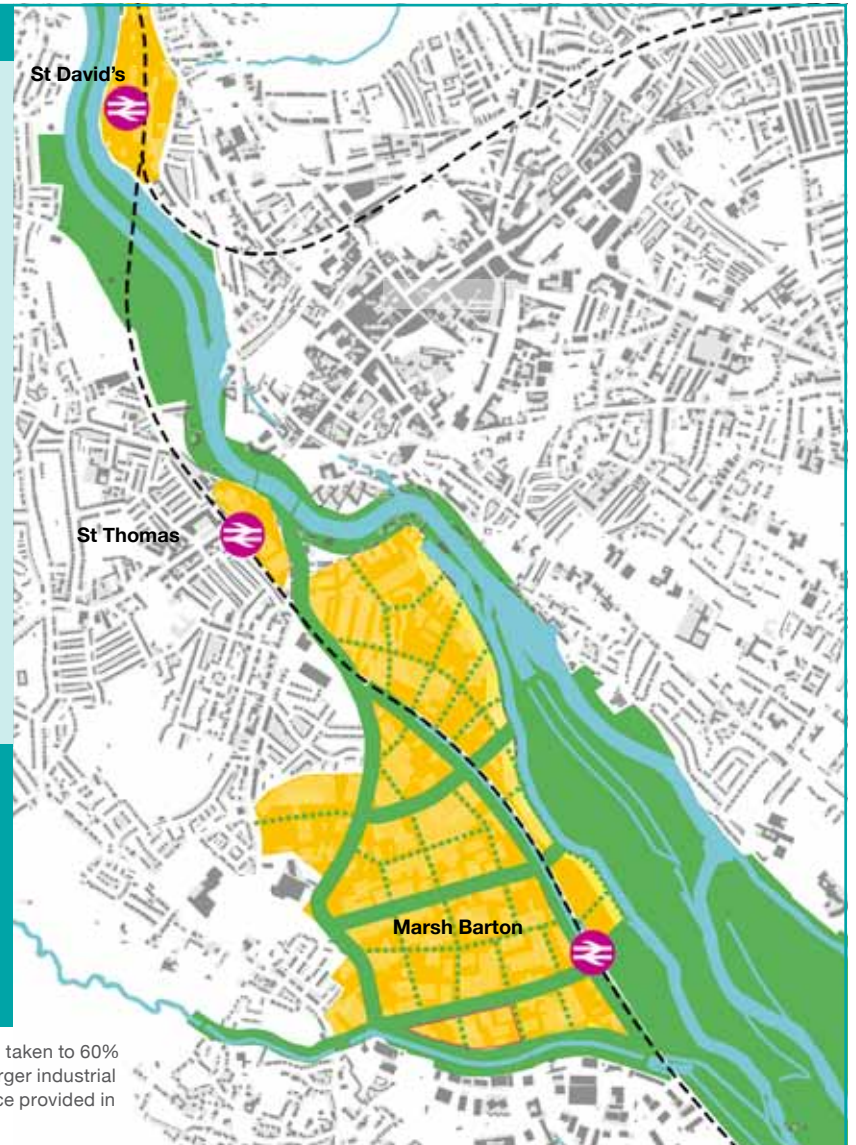 St David's
St Thomas
Marsh Barton
taken to 60%
rger industrial
ce provided in